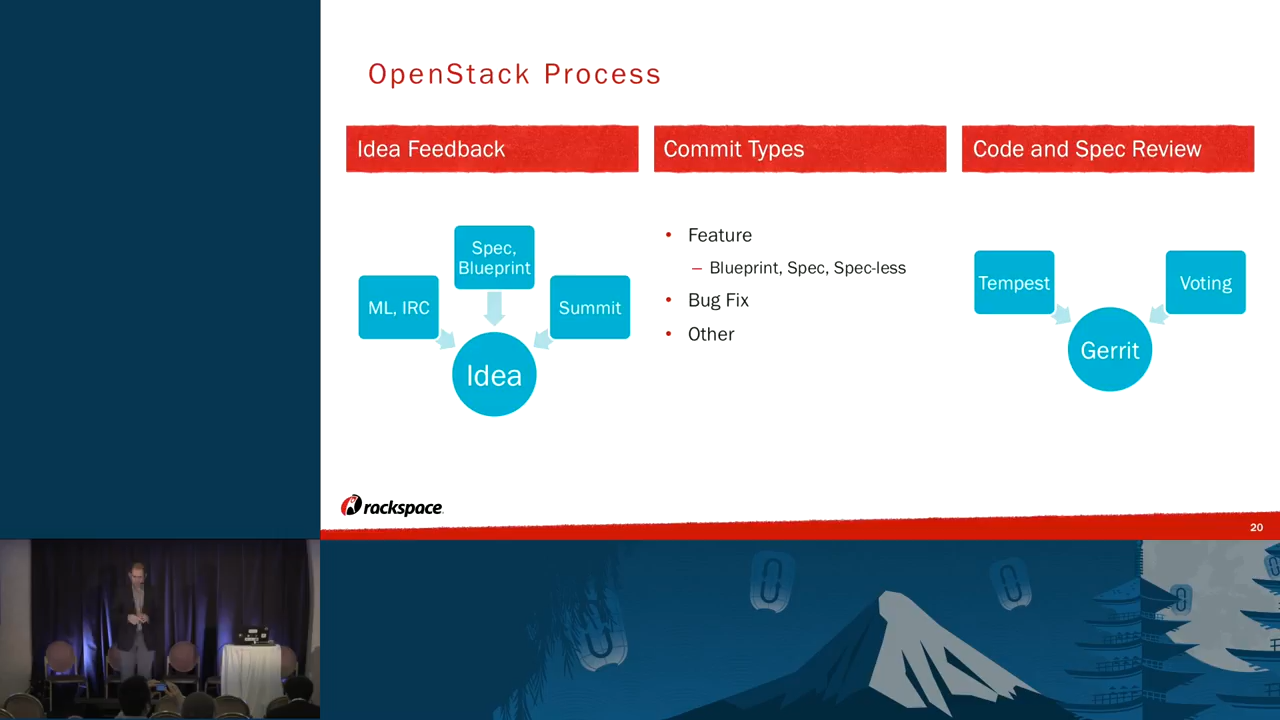 OpenStack Process
Idea Feedback
Spec,
Blueprint
ML, IRC
Summit
Idea
Commit Types
• Feature
– Blueprint, Spec, Spec-less
• Bug Fix
• Other
Code and Spec Review
Tempest
Voting
Gerrit
rackspace
20